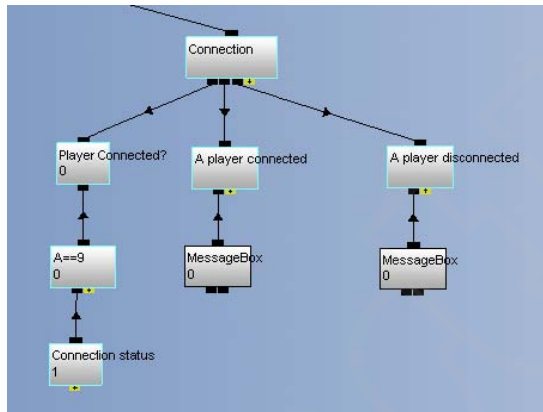 Connection
Player Connected?
0
A player connected
A player disconnected
A==9
0
MessageBox
0
MessageBox
0
Connection status
1